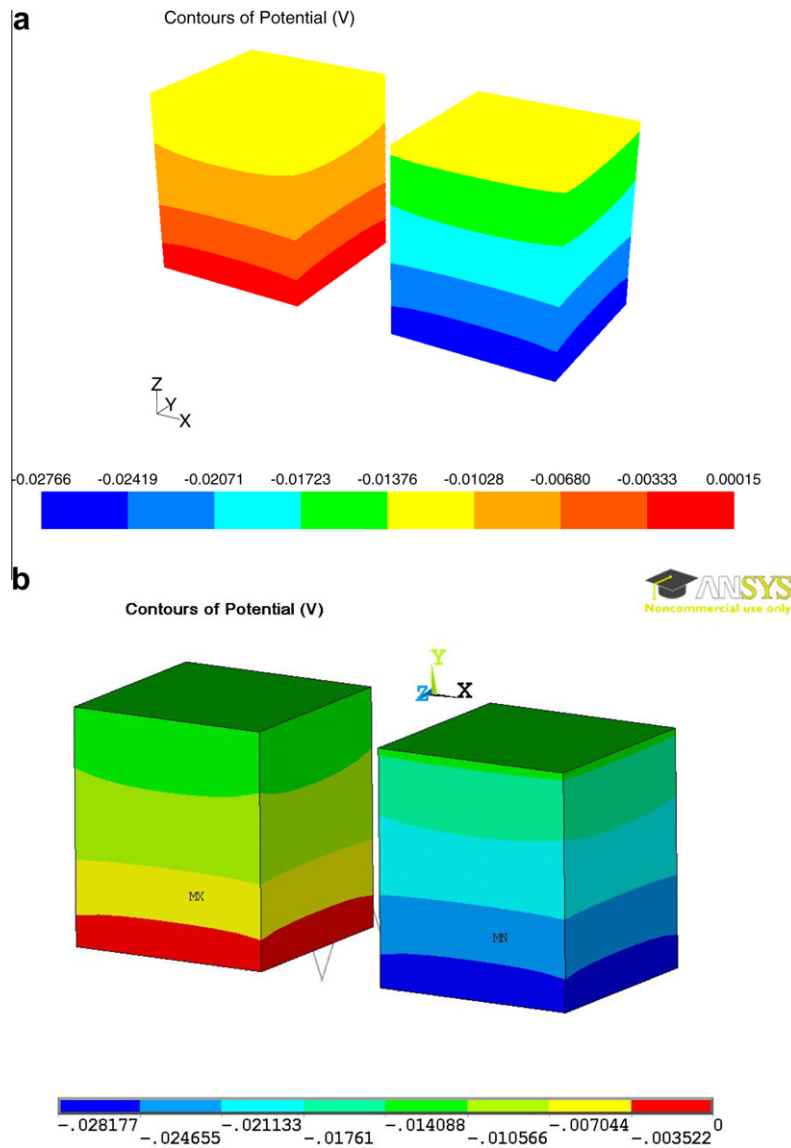 a
Contours of Potential (V)
Z
Y
X
-0.02766 -0.02419 -0.02071 -0.01723 -0.01376 -0.01028 -0.00680 -0.00333 0.00015
b
ANSYS
Noncommercial use only
Contours of Potential (V)
Y
Z X
MX
MN
-.028177 -.021133 -.014088 -.007044 0
-.024655 -.01761 -.010566 -.003522